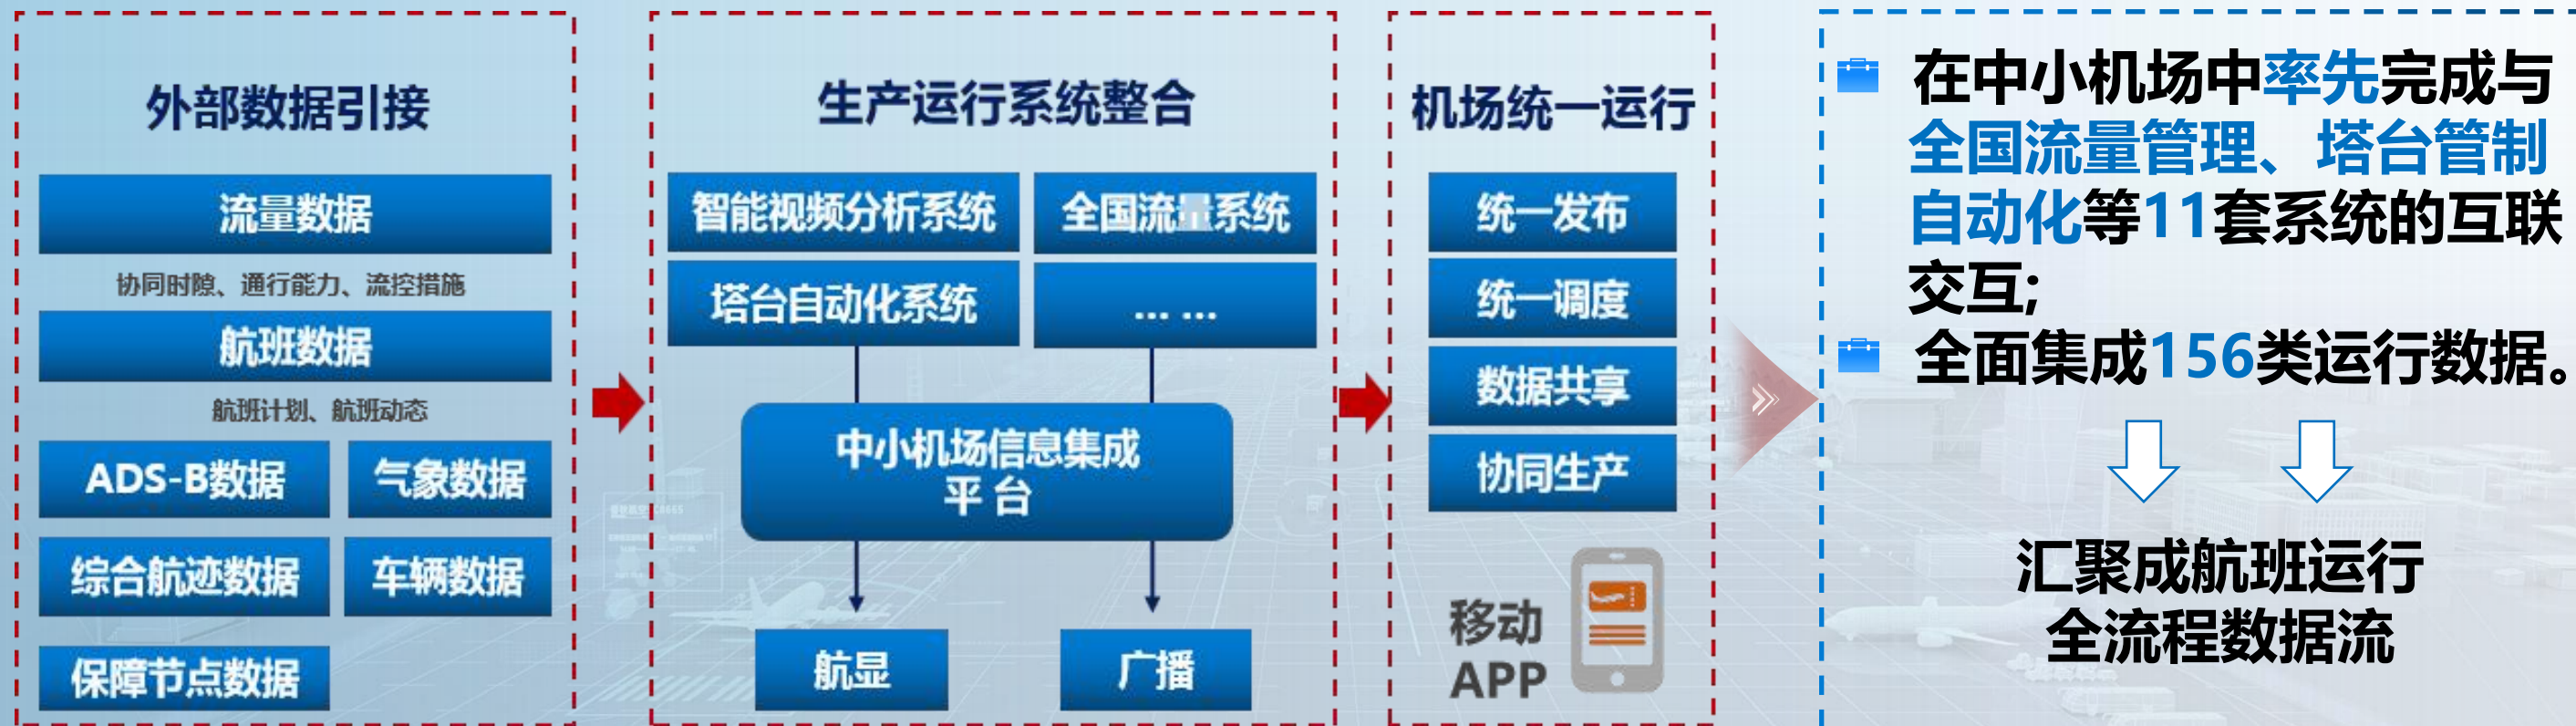 外部数据引接
流量数据
协同时隙、通行能力、流控措施
航班数据
航班计划、航班动态
ADS-B数据
气象数据
综合航迹数据
车辆数据
保障节点数据
生产运行系统整合
智能视频分析系统
全国流量系统
塔台自动化系统
... ...
中小机场信息集成
平台
航显
广播
机场统一运行
统一发布
统一调度
数据共享
协同生产
移动
APP
在中小机场中率先完成与
全国流量管理、塔台管制
自动化等11套系统的互联
交互;
全面集成156类运行数据。
汇聚成航班运行
全流程数据流